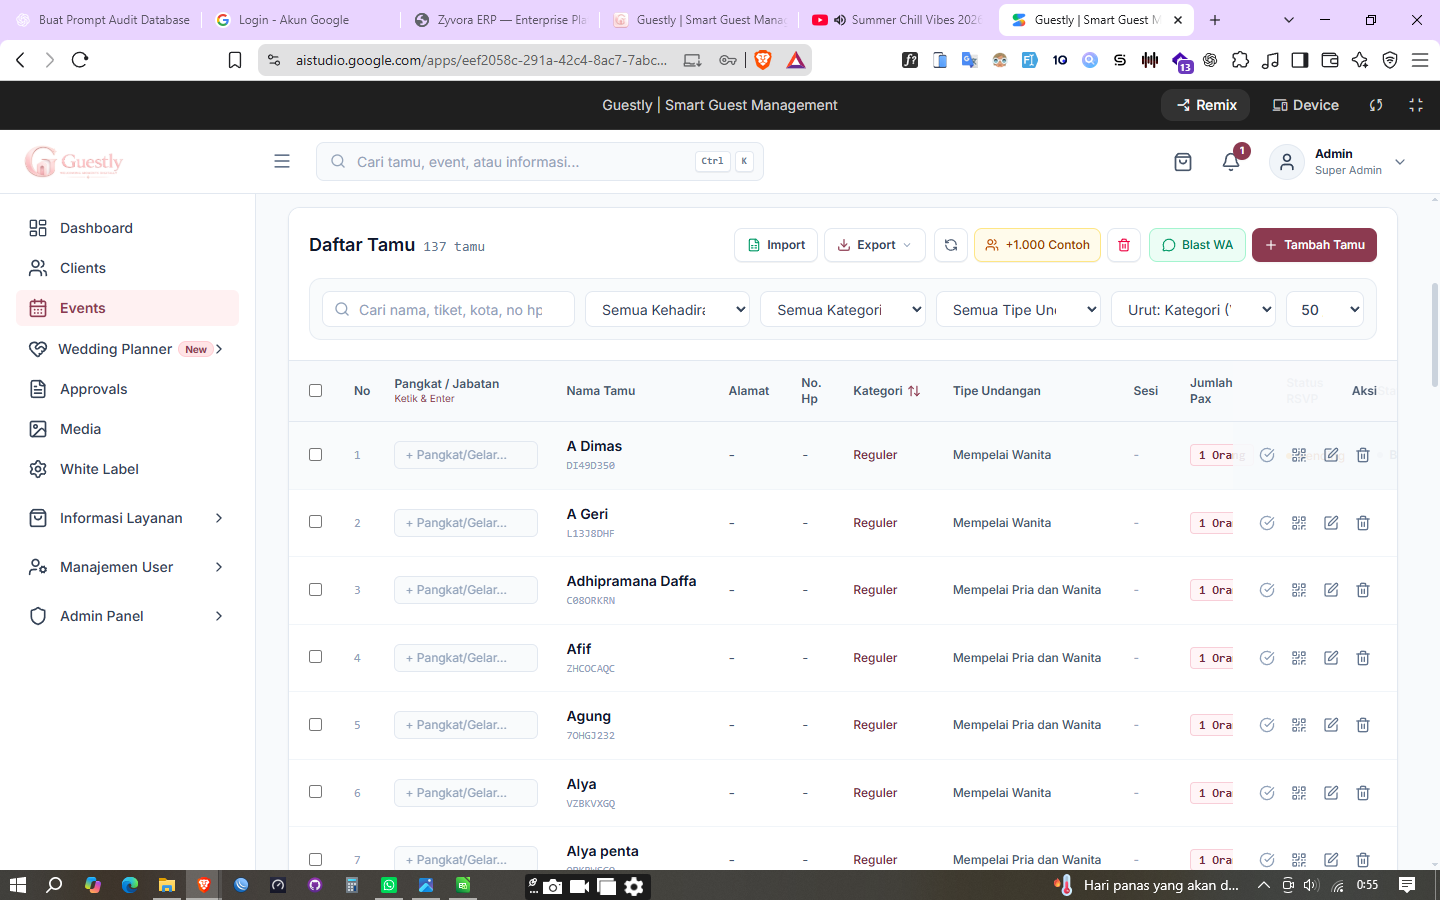 Buat Prompt Audit Database
Login - Akun Google
Zyvora ERP — Enterprise Pla
Guestly | Smart Guest Mana
Summer Chill Vibes 2026
Guestly | Smart Guest M
aistudio.google.com/apps/eef2058c-291a-42c4-8ac7-7abc...
13
Guestly | Smart Guest Management
Remix
Device
Guestly
Cari tamu, event, atau informasi...
Ctrl K
1
Admin
Super Admin
Dashboard
Clients
Events
Wedding Planner New
Approvals
Media
White Label
Informasi Layanan
Manajemen User
Admin Panel
Daftar Tamu 137 tamu
Import
Export
+1.000 Contoh
Blast WA
+ Tambah Tamu
Cari nama, tiket, kota, no hp
Semua Kehadira
Semua Kategori
Semua Tipe Un
Urut: Kategori (
50
No
Pangkat / Jabatan
Ketik & Enter
Nama Tamu
Alamat
No. Hp
Kategori
Tipe Undangan
Sesi
Jumlah Pax
Status RSVP
Aksi
1 + Pangkat/Gelar... A Dimas - - Reguler Mempelai Wanita - 1 Orang
DI49D350
2 + Pangkat/Gelar... A Geri - - Reguler Mempelai Wanita - 1 Ora
L13J8DHF
3 + Pangkat/Gelar... Adhipramana Daffa - - Reguler Mempelai Pria dan Wanita - 1 Ora
C08ORKRN
4 + Pangkat/Gelar... Afif - - Reguler Mempelai Pria dan Wanita - 1 Ora
ZHCOCAQC
5 + Pangkat/Gelar... Agung - - Reguler Mempelai Pria dan Wanita - 1 Ora
7OHGJ232
6 + Pangkat/Gelar... Alya - - Reguler Mempelai Wanita - 1 Ora
VZBKVXGQ
7 + Pangkat/Gelar... Alya penta - - Reguler Mempelai Pria dan Wanita - 1 Ora
Hari panas yang akan d...
0:55